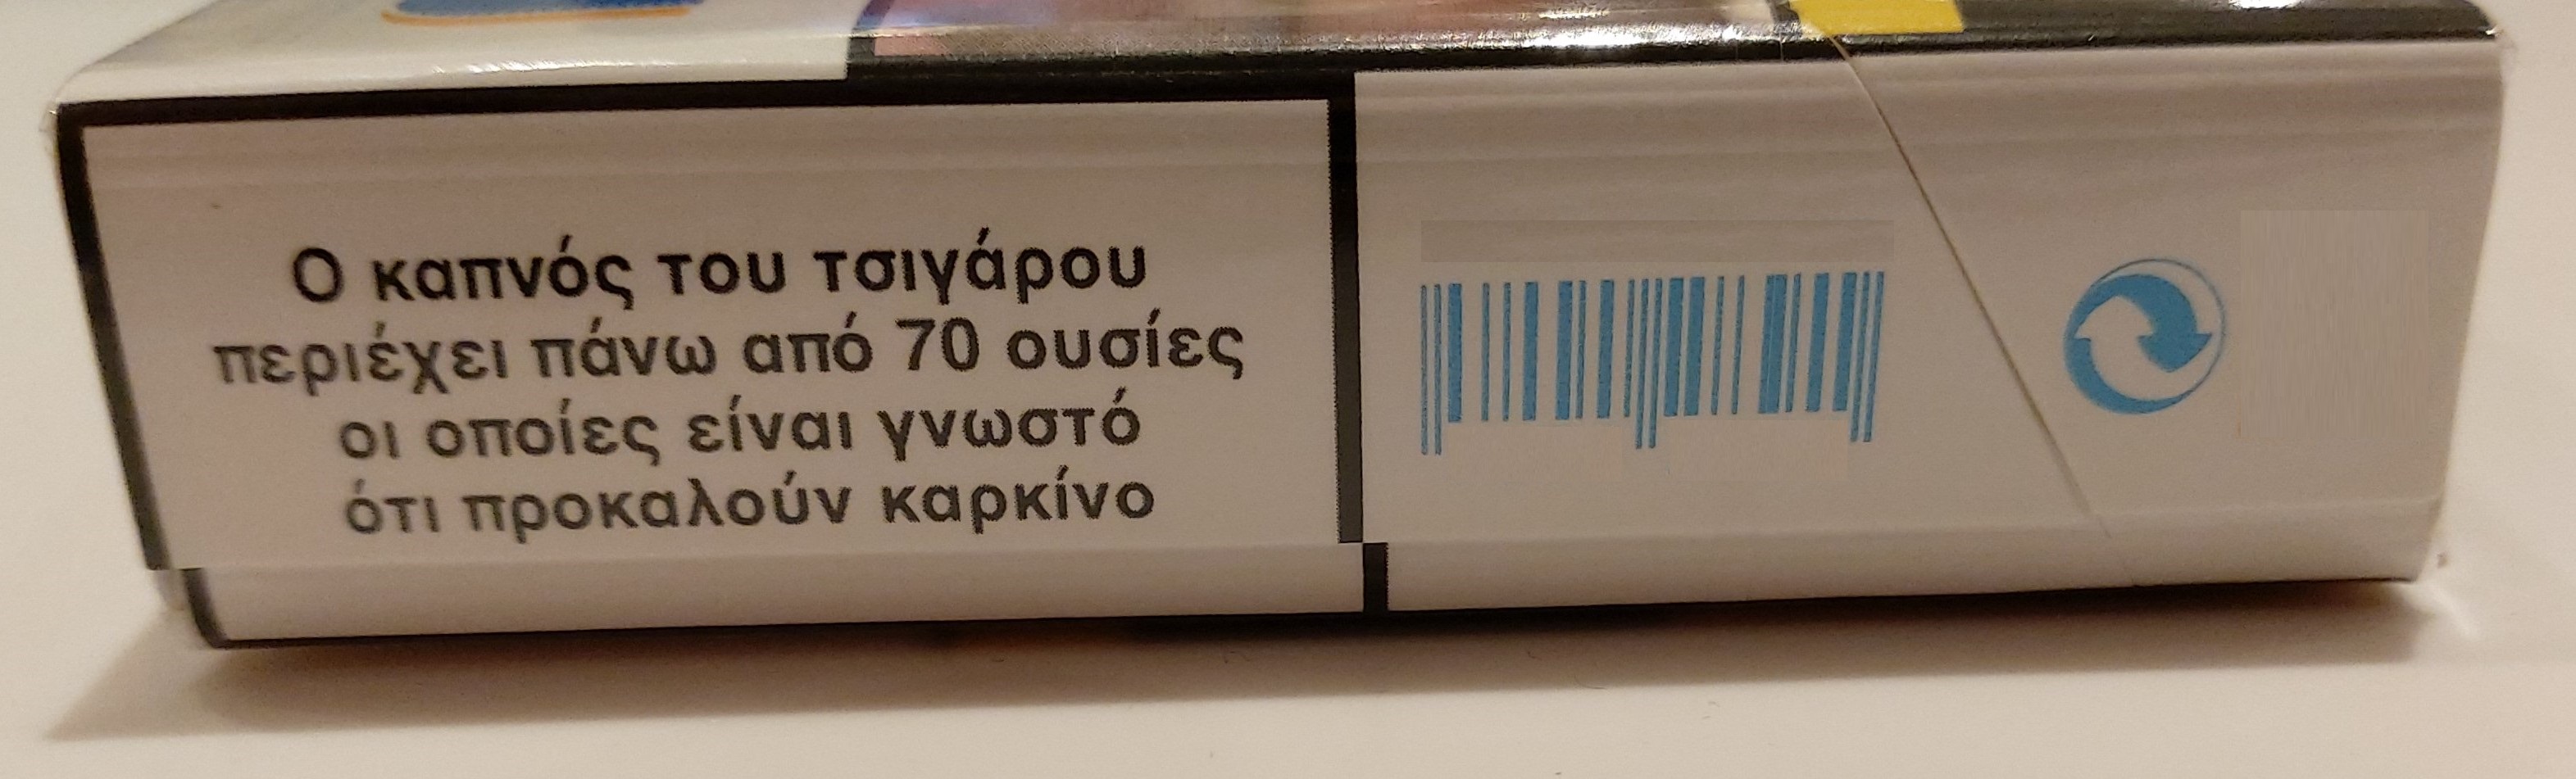 Ο καπνός του τσιγάρου
περιέχει πάνω από 70 ουσίες
οι οποίες είναι γνωστό
ότι προκαλούν καρκίνο